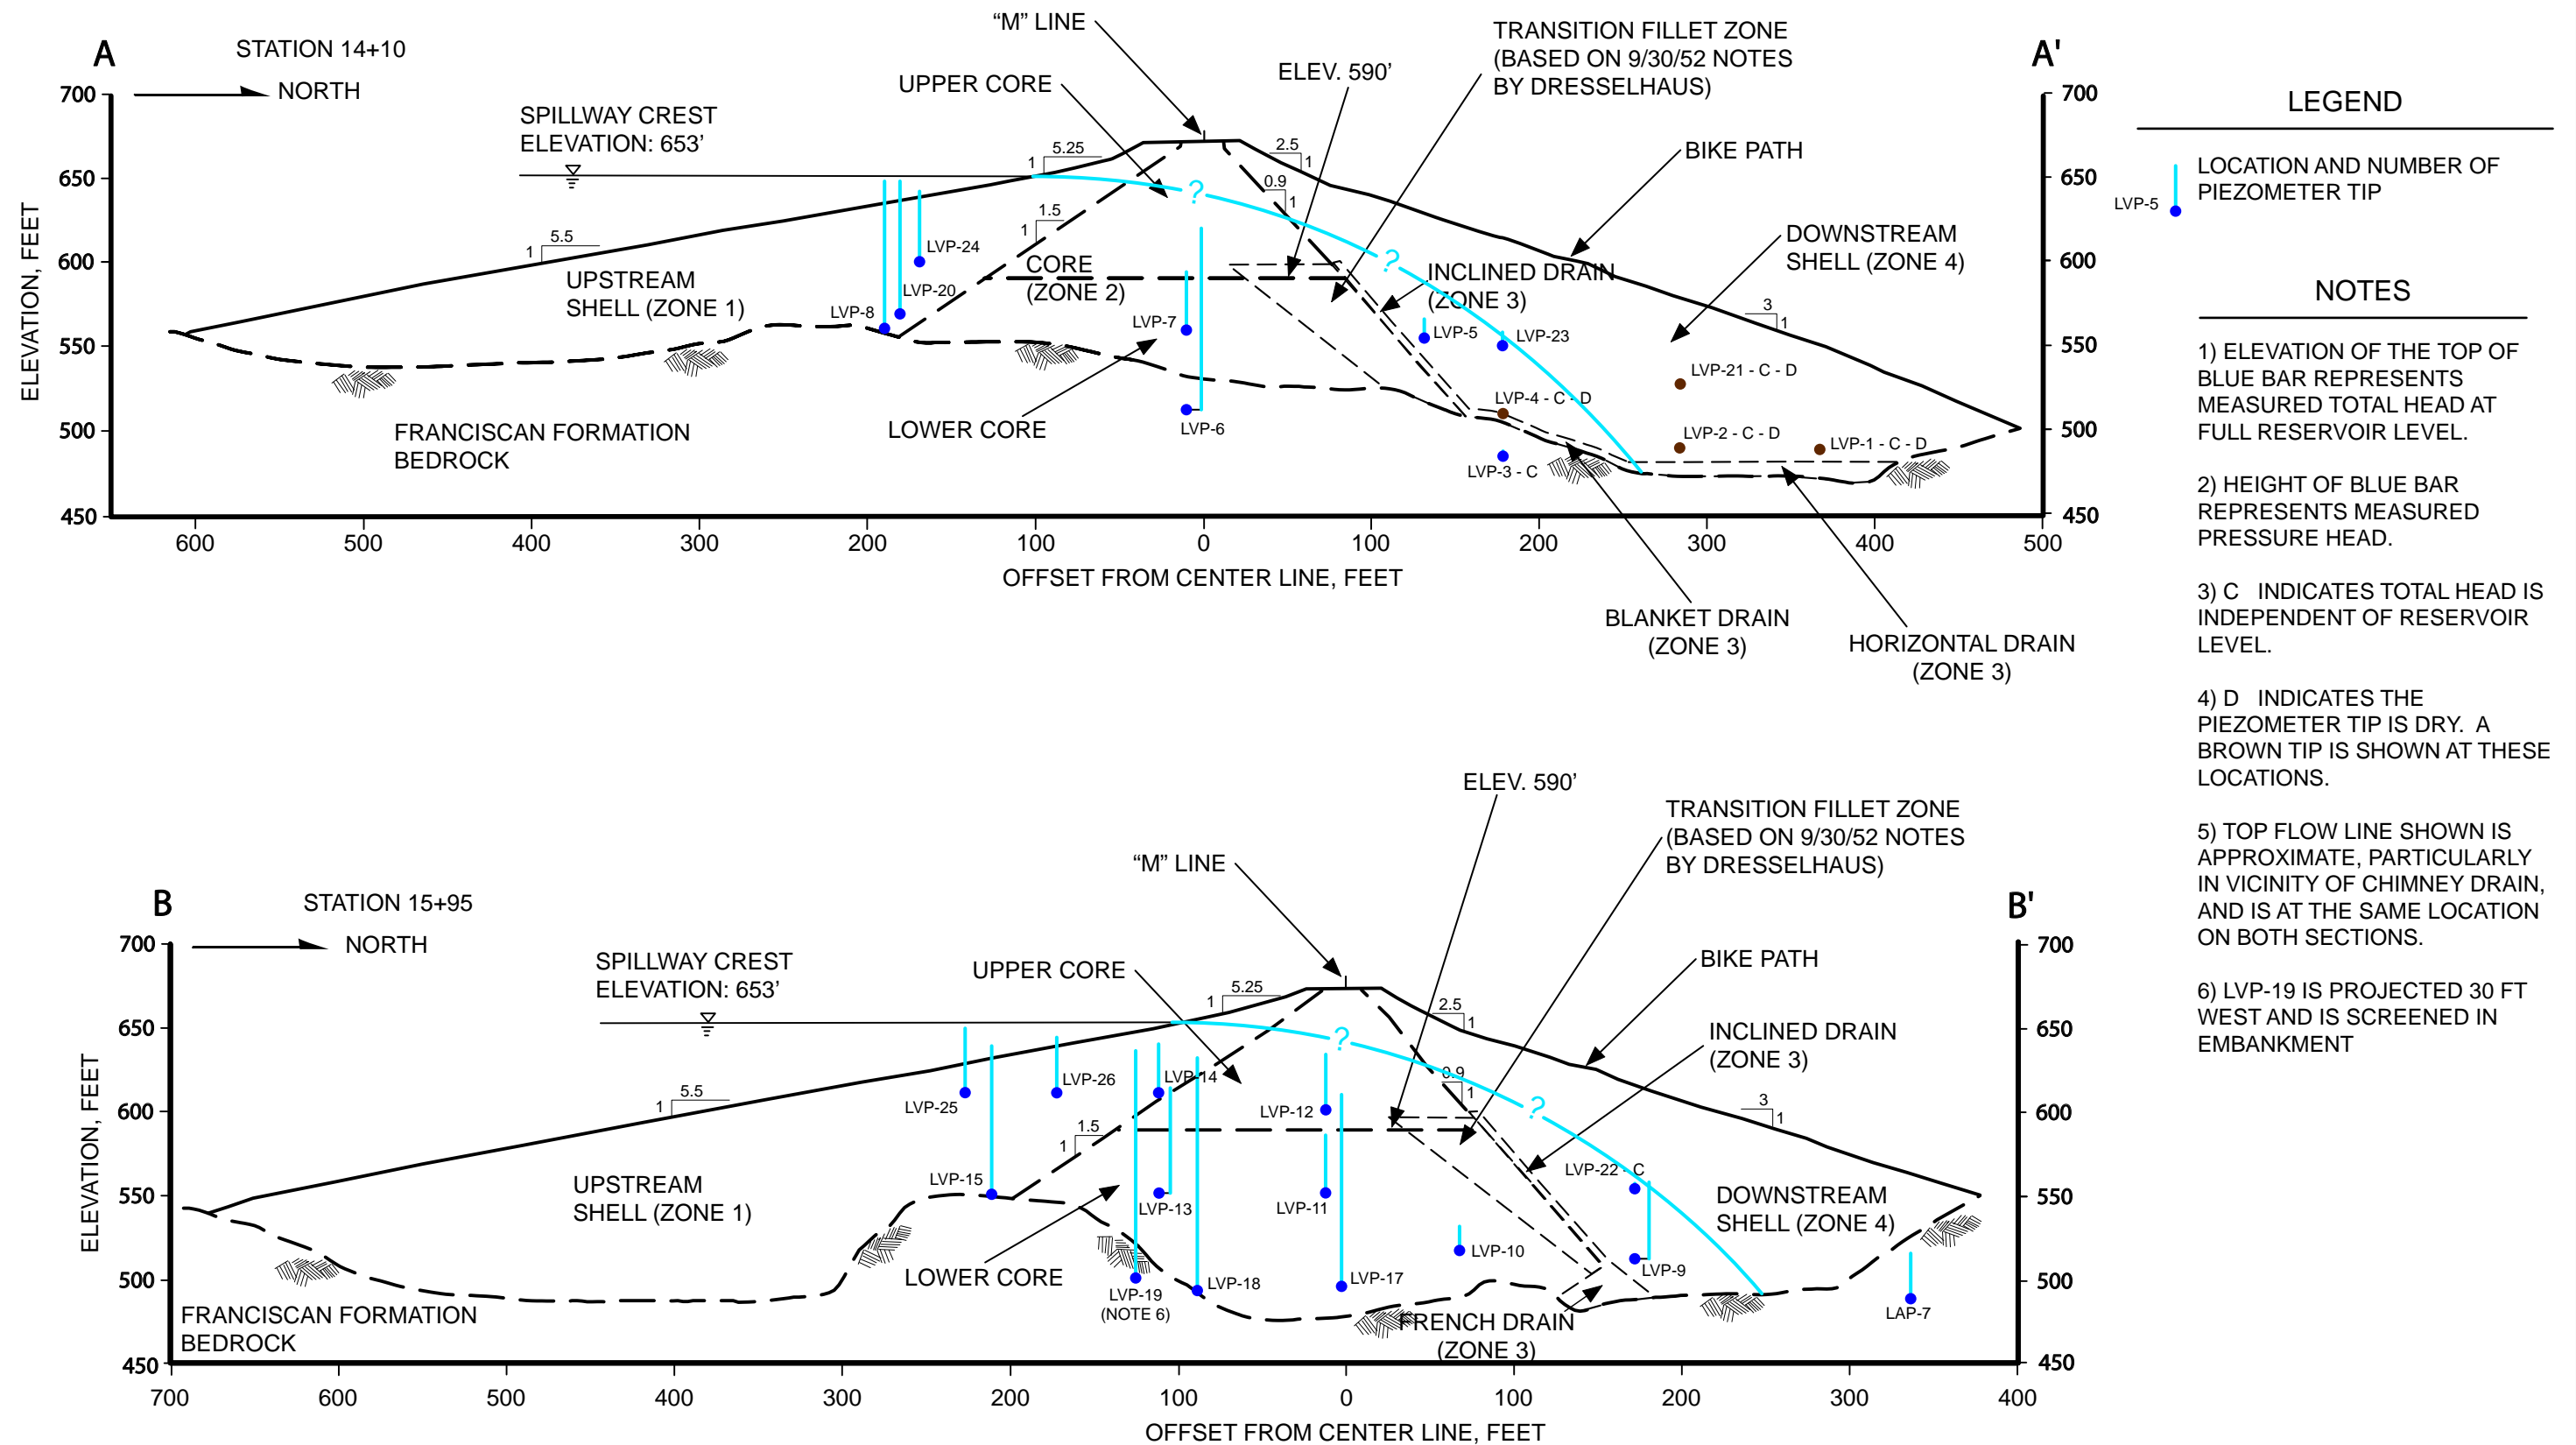 A
STATION 14+10
NORTH
“M” LINE
UPPER CORE
ELEV. 590’
TRANSITION FILLET ZONE
(BASED ON 9/30/52 NOTES
BY DRESSELHAUS)
A'
SPILLWAY CREST
ELEVATION: 653’
BIKE PATH
DOWNSTREAM
SHELL (ZONE 4)
700
650
600
550
500
450
ELEVATION, FEET
700
650
600
550
500
450
1
5.5
1
5.25
2.5
1
0.9
1
1.5
1
3
1
?
?
LVP-24
LVP-20
LVP-8
UPSTREAM
SHELL (ZONE 1)
CORE
(ZONE 2)
INCLINED DRAIN
(ZONE 3)
LVP-7
LVP-5
LVP-23
LVP-21 - C - D
LVP-4 - C - D
LVP-2 - C - D
LVP-1 - C - D
LVP-6
LVP-3 - C
LOWER CORE
FRANCISCAN FORMATION
BEDROCK
600
500
400
300
200
100
0
100
200
300
400
500
OFFSET FROM CENTER LINE, FEET
BLANKET DRAIN
(ZONE 3)
HORIZONTAL DRAIN
(ZONE 3)
LEGEND
LVP-5
LOCATION AND NUMBER OF
PIEZOMETER TIP
NOTES
1) ELEVATION OF THE TOP OF
BLUE BAR REPRESENTS
MEASURED TOTAL HEAD AT
FULL RESERVOIR LEVEL.
2) HEIGHT OF BLUE BAR
REPRESENTS MEASURED
PRESSURE HEAD.
3) C INDICATES TOTAL HEAD IS
INDEPENDENT OF RESERVOIR
LEVEL.
4) D INDICATES THE
PIEZOMETER TIP IS DRY. A
BROWN TIP IS SHOWN AT THESE
LOCATIONS.
5) TOP FLOW LINE SHOWN IS
APPROXIMATE, PARTICULARLY
IN VICINITY OF CHIMNEY DRAIN,
AND IS AT THE SAME LOCATION
ON BOTH SECTIONS.
6) LVP-19 IS PROJECTED 30 FT
WEST AND IS SCREENED IN
EMBANKMENT
B
STATION 15+95
NORTH
“M” LINE
UPPER CORE
ELEV. 590’
TRANSITION FILLET ZONE
(BASED ON 9/30/52 NOTES
BY DRESSELHAUS)
B'
SPILLWAY CREST
ELEVATION: 653’
BIKE PATH
INCLINED DRAIN
(ZONE 3)
700
650
600
550
500
450
ELEVATION, FEET
700
650
600
550
500
450
1
5.5
1
5.25
2.5
1
0.9
1
1.5
1
3
1
?
?
LVP-25
LVP-26
LVP-14
LVP-12
LVP-15
LVP-13
LVP-11
LVP-22 - C
LVP-10
LVP-9
LVP-19
(NOTE 6)
LVP-18
LVP-17
LAP-7
UPSTREAM
SHELL (ZONE 1)
DOWNSTREAM
SHELL (ZONE 4)
LOWER CORE
FRANCISCAN FORMATION
BEDROCK
FRENCH DRAIN
(ZONE 3)
700
600
500
400
300
200
100
0
100
200
300
400
OFFSET FROM CENTER LINE, FEET